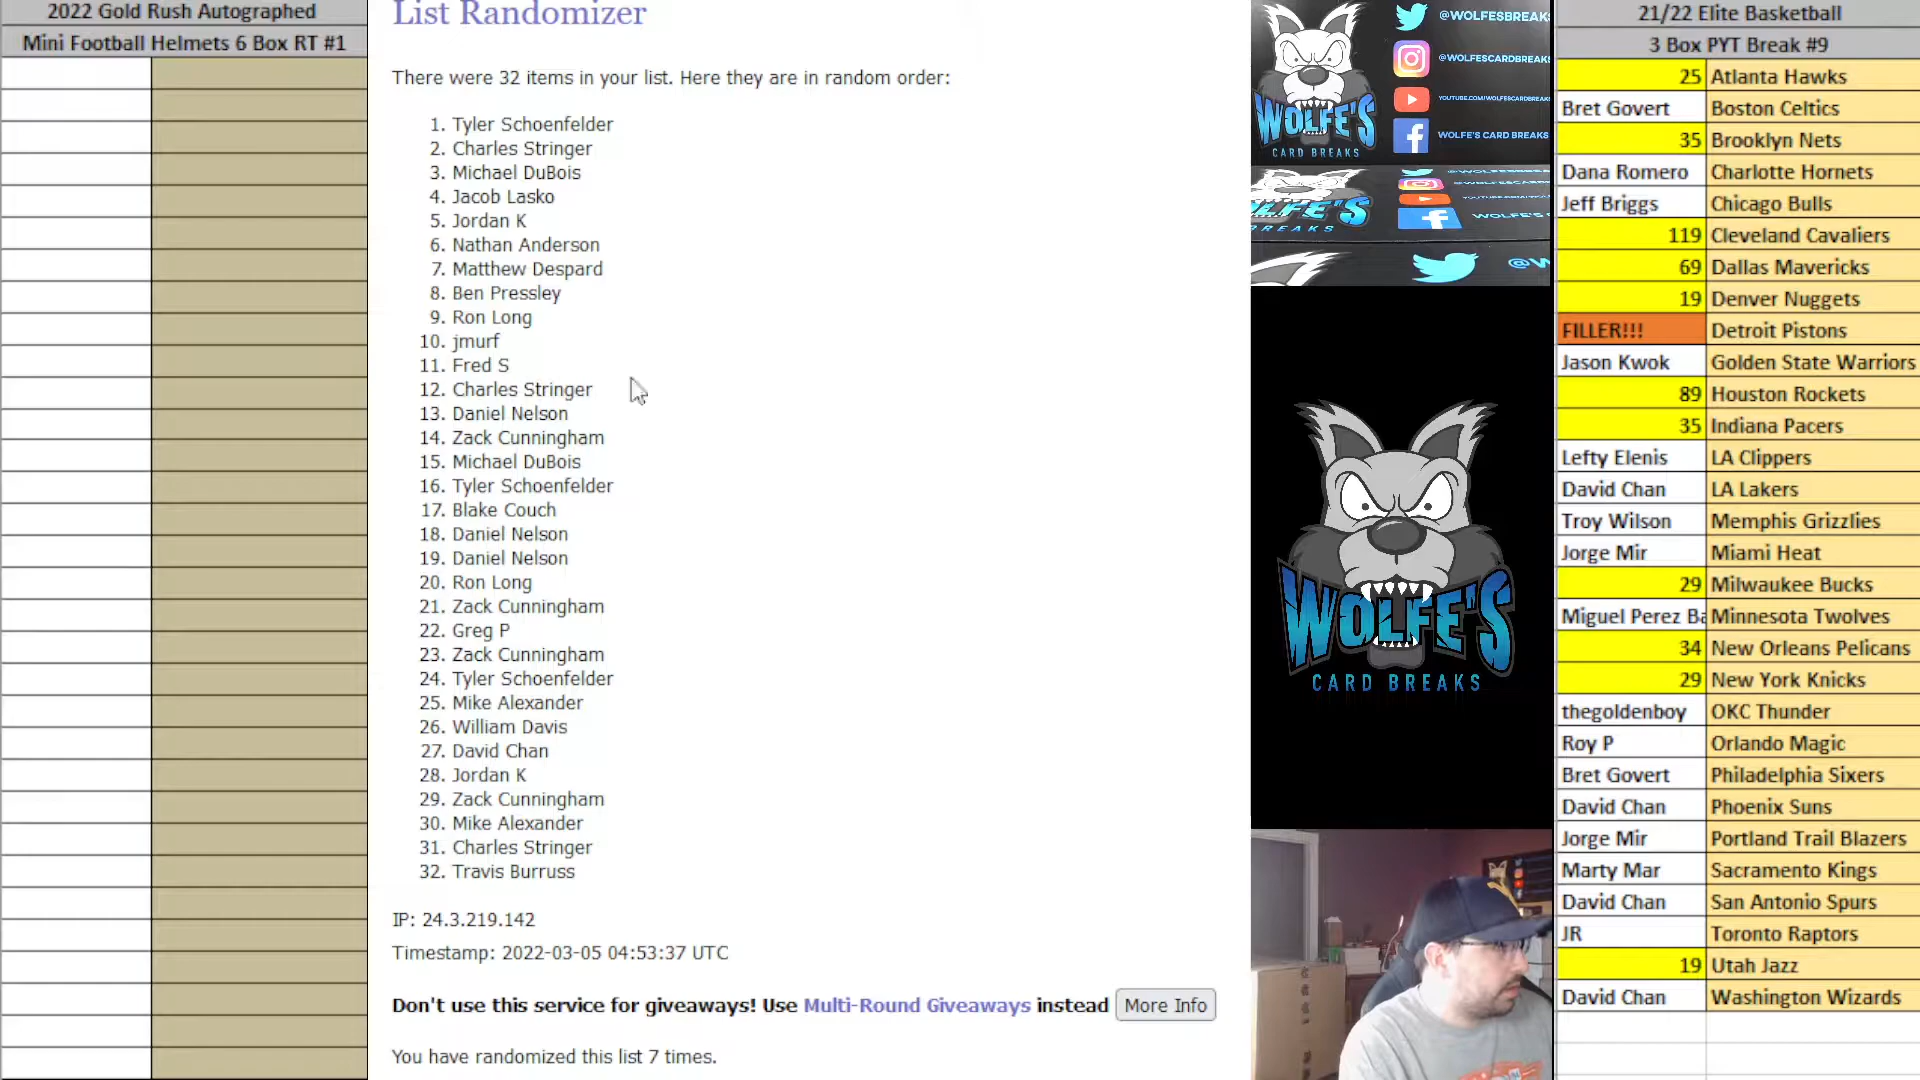 2022 Gold Rush Autographed
Mini Football Helmets 6 Box RT #1
List Randomizer
There were 32 items in your list. Here they are in random order:
1. Tyler Schoenfelder
2. Charles Stringer
3. Michael DuBois
4. Jacob Lasko
5. Jordan K
6. Nathan Anderson
7. Matthew Despard
8. Ben Pressley
9. Ron Long
10. jmurf
11. Fred S
12. Charles Stringer
13. Daniel Nelson
14. Zack Cunningham
15. Michael DuBois
16. Tyler Schoenfelder
17. Blake Couch
18. Daniel Nelson
19. Daniel Nelson
20. Ron Long
21. Zack Cunningham
22. Greg P
23. Zack Cunningham
24. Tyler Schoenfelder
25. Mike Alexander
26. William Davis
27. David Chan
28. Jordan K
29. Zack Cunningham
30. Mike Alexander
31. Charles Stringer
32. Travis Burruss
IP: 24.3.219.142
Timestamp: 2022-03-05 04:53:37 UTC
Don't use this service for giveaways! Use Multi-Round Giveaways instead More Info
You have randomized this list 7 times.
WOLFE'S
CARD BREAKS
@WOLFESBREAK
@WOLFESCARDBREAK
YOUTUBE.COM/WOLFESCARDBREAK
WOLFE'S CARD BREAKS
WOLFE'S
@W
WOLFE'S
CARD BREAKS
21/22 Elite Basketball
3 Box PYT Break #9
25 Atlanta Hawks
Bret Govert Boston Celtics
35 Brooklyn Nets
Dana Romero Charlotte Hornets
Jeff Briggs Chicago Bulls
119 Cleveland Cavaliers
69 Dallas Mavericks
19 Denver Nuggets
FILLER!!! Detroit Pistons
Jason Kwok Golden State Warriors
89 Houston Rockets
35 Indiana Pacers
Lefty Elenis LA Clippers
David Chan LA Lakers
Troy Wilson Memphis Grizzlies
Jorge Mir Miami Heat
29 Milwaukee Bucks
Miguel Perez Ba Minnesota Twolves
34 New Orleans Pelicans
29 New York Knicks
thegoldenboy OKC Thunder
Roy P Orlando Magic
Bret Govert Philadelphia Sixers
David Chan Phoenix Suns
Jorge Mir Portland Trail Blazers
Marty Mar Sacramento Kings
David Chan San Antonio Spurs
JR Toronto Raptors
19 Utah Jazz
David Chan Washington Wizards